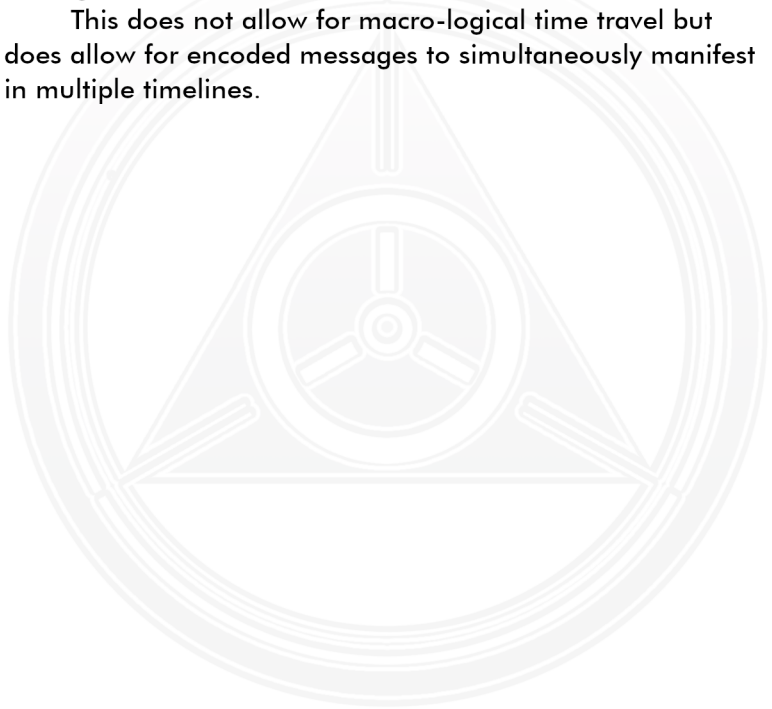 This does not allow for macro-logical time travel but
does allow for encoded messages to simultaneously manifest
in multiple timelines.